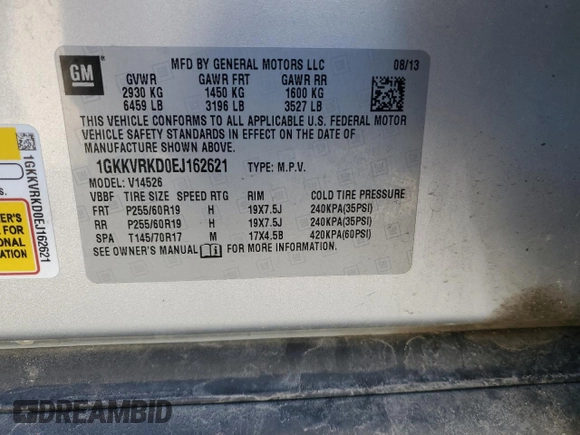 GM
MFD BY GENERAL MOTORS LLC 08/13
GVWR GAWR FRT GAWR RR
2930 KG 1450 KG 1600 KG
6459 LB 3196 LB 3527 LB
THIS VEHICLE CONFORMS TO ALL APPLICABLE U.S. FEDERAL MOTOR
VEHICLE SAFETY STANDARDS IN EFFECT ON THE DATE OF
MANUFACTURE SHOWN ABOVE.
1GKKVRKD0EJ162621 TYPE: M.P.V.
MODEL: V14526
VBBF TIRE SIZE SPEED RTG RIM COLD TIRE PRESSURE
FRT P255/60R19 H 19X7.5J 240KPA(35PSI)
RR P255/60R19 H 19X7.5J 240KPA(35PSI)
SPA T145/70R17 M 17X4.5B 420KPA(60PSI)
SEE OWNER'S MANUAL FOR MORE INFORMATION.
1GKKVRKD0EJ162621
ER'S
FOR
ONAL
ATION
DREAMBID